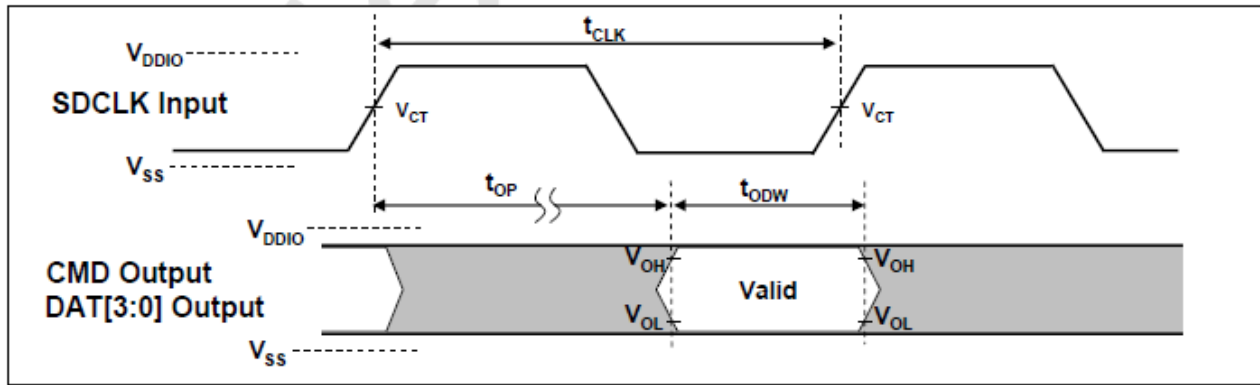 tCLK
VDDIO
SDCLK Input
VCT
VCT
VSS
tOP
tODW
VDDIO
CMD Output
DAT[3:0] Output
VOH
VOH
Valid
VOL
VOL
VSS